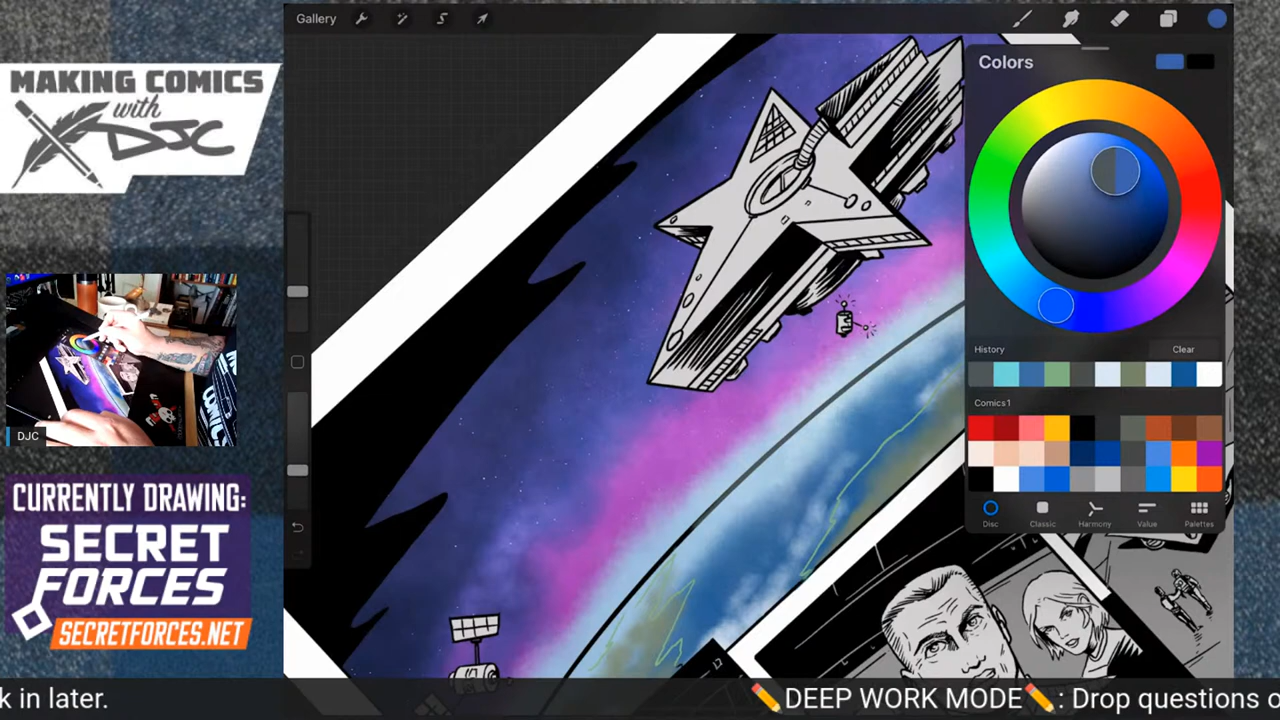 MAKING COMICS
with
DJC
DJC
CURRENTLY DRAWING:
SECRET
FORCES
SECRETFORCES.NET
Gallery
Colors
History
Clear
Comics1
Disc
Classic
Harmony
Value
Palettes
k in later.
✏️DEEP WORK MODE✏️: Drop questions o